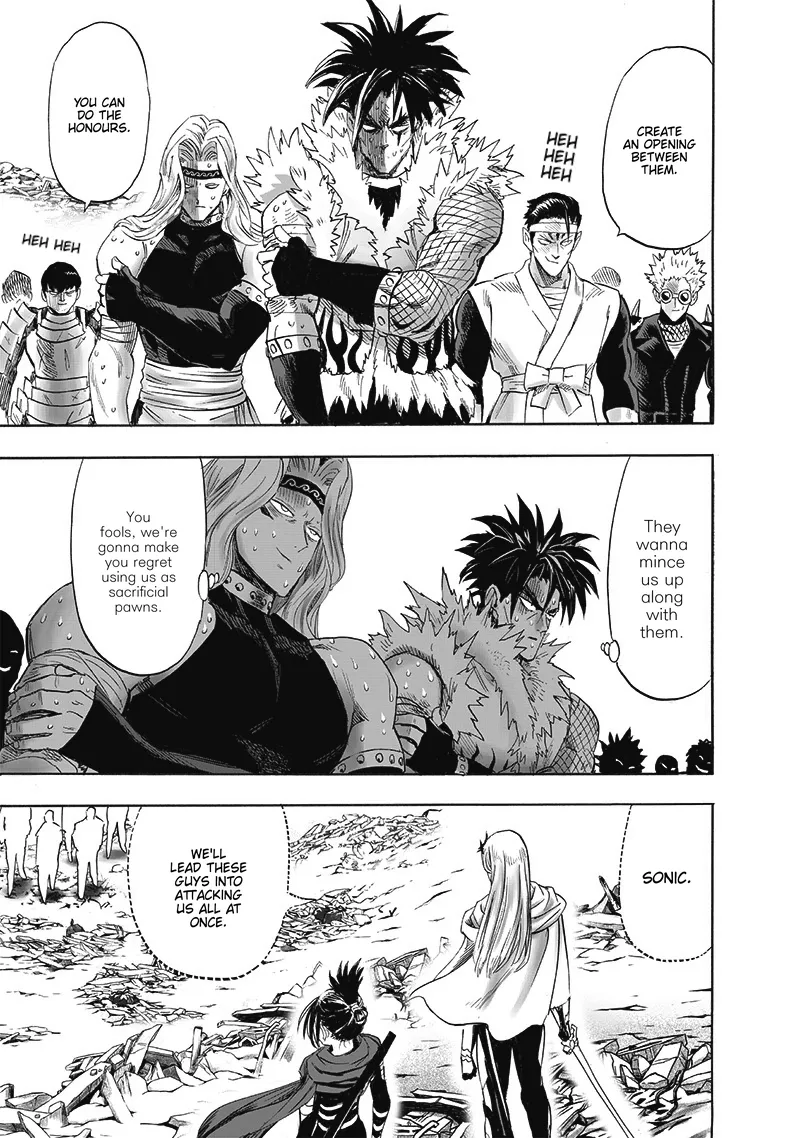 CREATE
AN OPENING
BETWEEN
THEM.
HEH
HEH
HEH
YOU CAN
DO THE
HONOURS.
HEH HEH
They
wanna
mince
us up
along
with
them.
You
fools, we're
gonna make
you regret
using us as
sacrificial
pawns.
SONIC.
WE'LL
LEAD THESE
GUYS INTO
ATTACKING
US ALL AT
ONCE.